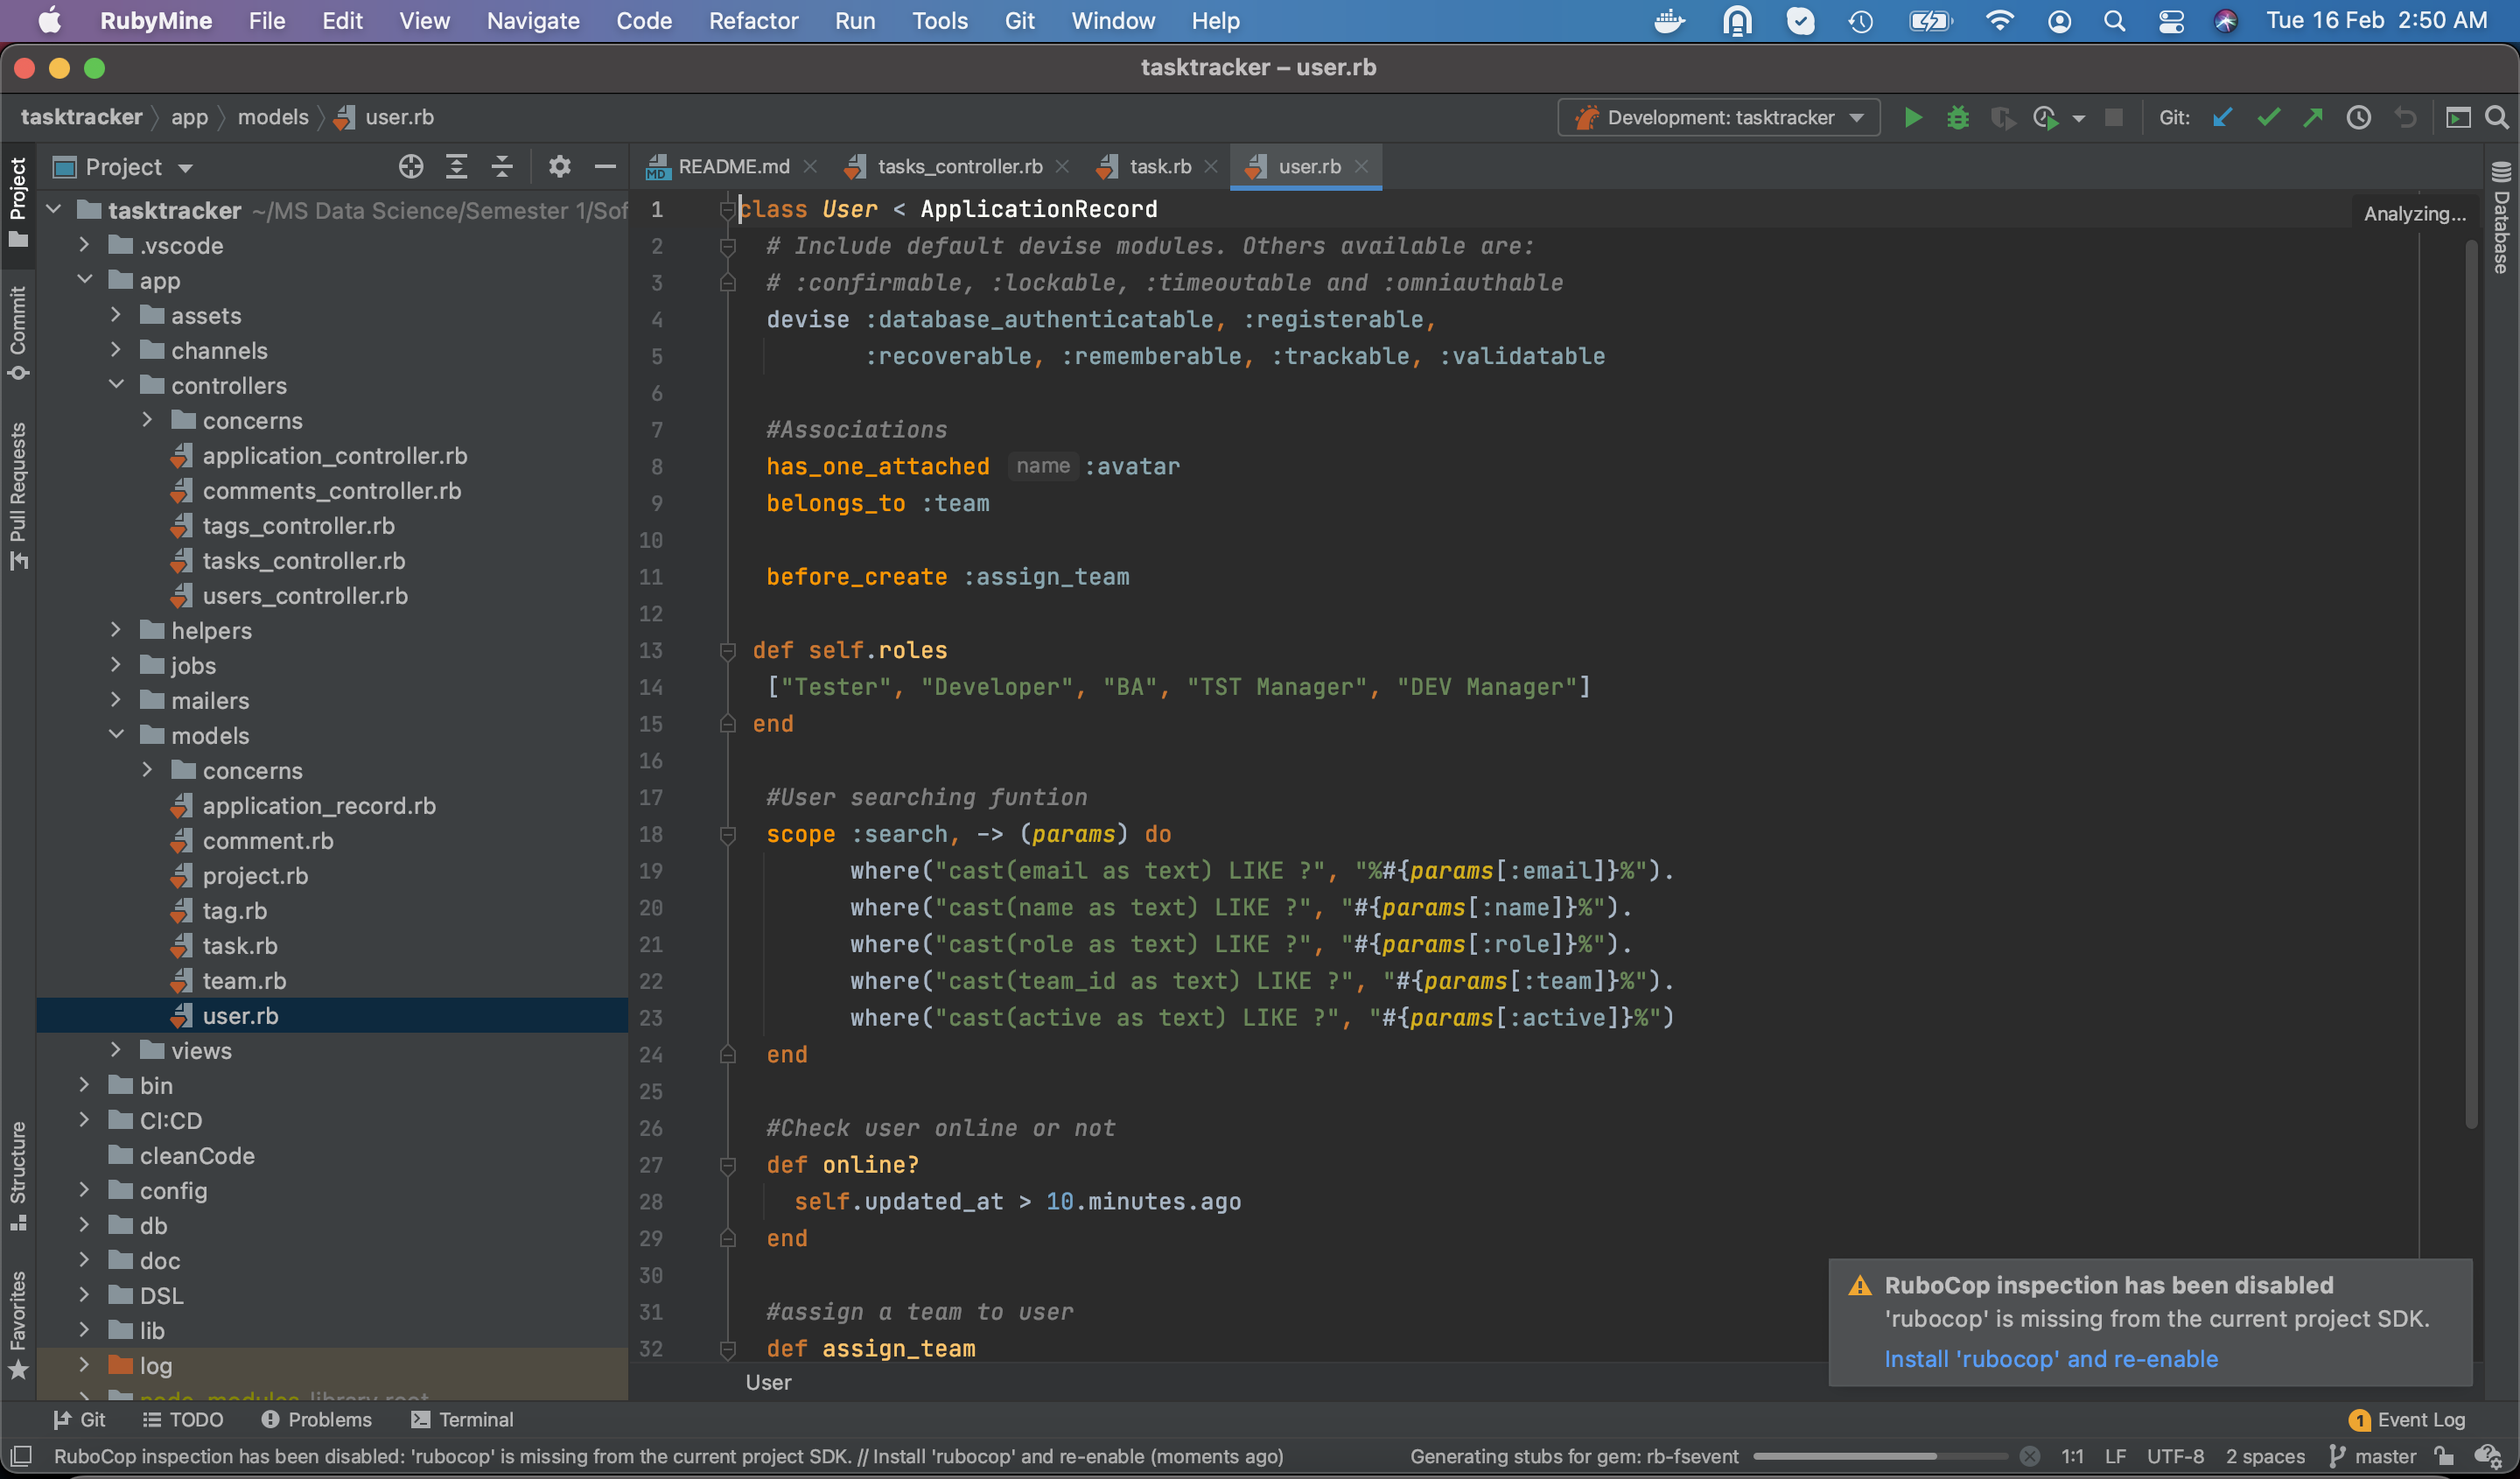 RubyMine File Edit View Navigate Code Refactor Run Tools Git Window Help Tue 16 Feb 2:50 AM
tasktracker – user.rb
tasktracker app models user.rb Development: tasktracker Git:
Project
README.md tasks_controller.rb task.rb user.rb
Project
Commit
Pull Requests
Structure
Favorites
tasktracker ~/MS Data Science/Semester 1/Sof
.vscode
app
assets
channels
controllers
concerns
application_controller.rb
comments_controller.rb
tags_controller.rb
tasks_controller.rb
users_controller.rb
helpers
jobs
mailers
models
concerns
application_record.rb
comment.rb
project.rb
tag.rb
task.rb
team.rb
user.rb
views
bin
CI:CD
cleanCode
config
db
doc
DSL
lib
log
node_modules library root
1 class User < ApplicationRecord
2 # Include default devise modules. Others available are:
3 # :confirmable, :lockable, :timeoutable and :omniauthable
4 devise :database_authenticatable, :registerable,
5 :recoverable, :rememberable, :trackable, :validatable
6
7 #Associations
8 has_one_attached name :avatar
9 belongs_to :team
10
11 before_create :assign_team
12
13 def self.roles
14 ["Tester", "Developer", "BA", "TST Manager", "DEV Manager"]
15 end
16
17 #User searching funtion
18 scope :search, -> (params) do
19 where("cast(email as text) LIKE ?", "%#{params[:email]}%").
20 where("cast(name as text) LIKE ?", "#{params[:name]}%").
21 where("cast(role as text) LIKE ?", "#{params[:role]}%").
22 where("cast(team_id as text) LIKE ?", "#{params[:team]}%").
23 where("cast(active as text) LIKE ?", "#{params[:active]}%")
24 end
25
26 #Check user online or not
27 def online?
28 self.updated_at > 10.minutes.ago
29 end
30
31 #assign a team to user
32 def assign_team
User
Analyzing...
Database
RuboCop inspection has been disabled
'rubocop' is missing from the current project SDK.
Install 'rubocop' and re-enable
Git TODO Problems Terminal 1 Event Log
RuboCop inspection has been disabled: 'rubocop' is missing from the current project SDK. // Install 'rubocop' and re-enable (moments ago) Generating stubs for gem: rb-fsevent 1:1 LF UTF-8 2 spaces master